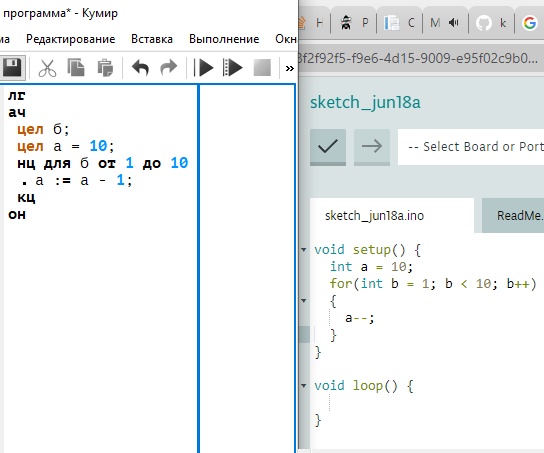 программа* - Кумир
ма Редактирование Вставка Выполнение Окн
»
лг
ач
цел б;
цел а = 10;
нц для б от 1 до 10
. а := а - 1;
кц
он
H P C M k G
3f2f92f5-f9e6-4d15-9009-e95f02c9b0...
sketch_jun18a
-- Select Board or Port
sketch_jun18a.ino ReadMe.
void setup() {
int a = 10;
for(int b = 1; b < 10; b++)
{
a--;
}
}
void loop() {
}